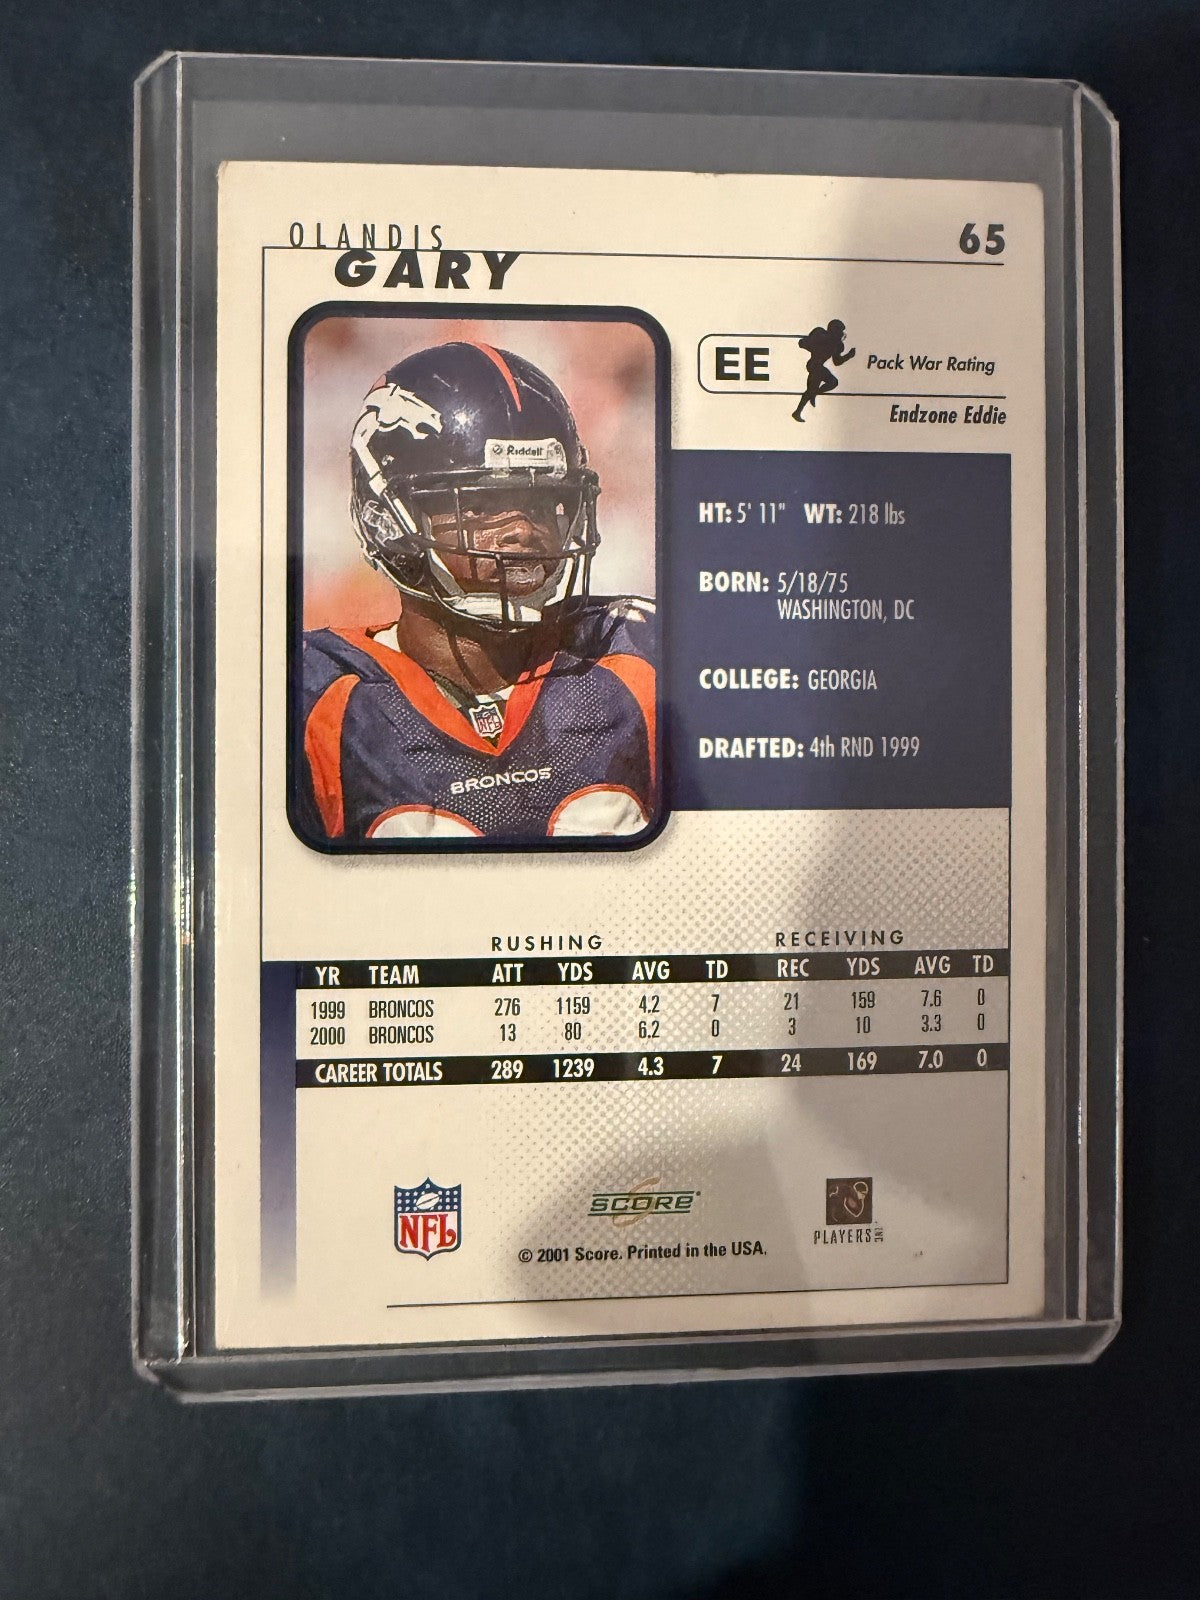 OLANDIS
GARY
65
EE
Pack War Rating
Endzone Eddie
Riddell
BRONCOS
NFL
HT: 5' 11" WT: 218 lbs
BORN: 5/18/75
WASHINGTON, DC
COLLEGE: GEORGIA
DRAFTED: 4th RND 1999
RUSHING RECEIVING
YR TEAM ATT YDS AVG TD REC YDS AVG TD
1999 BRONCOS 276 1159 4.2 7 21 159 7.6 0
2000 BRONCOS 13 80 6.2 0 3 10 3.3 0
CAREER TOTALS 289 1239 4.3 7 24 169 7.0 0
NFL
SCORE
PLAYERS INC
© 2001 Score. Printed in the USA.